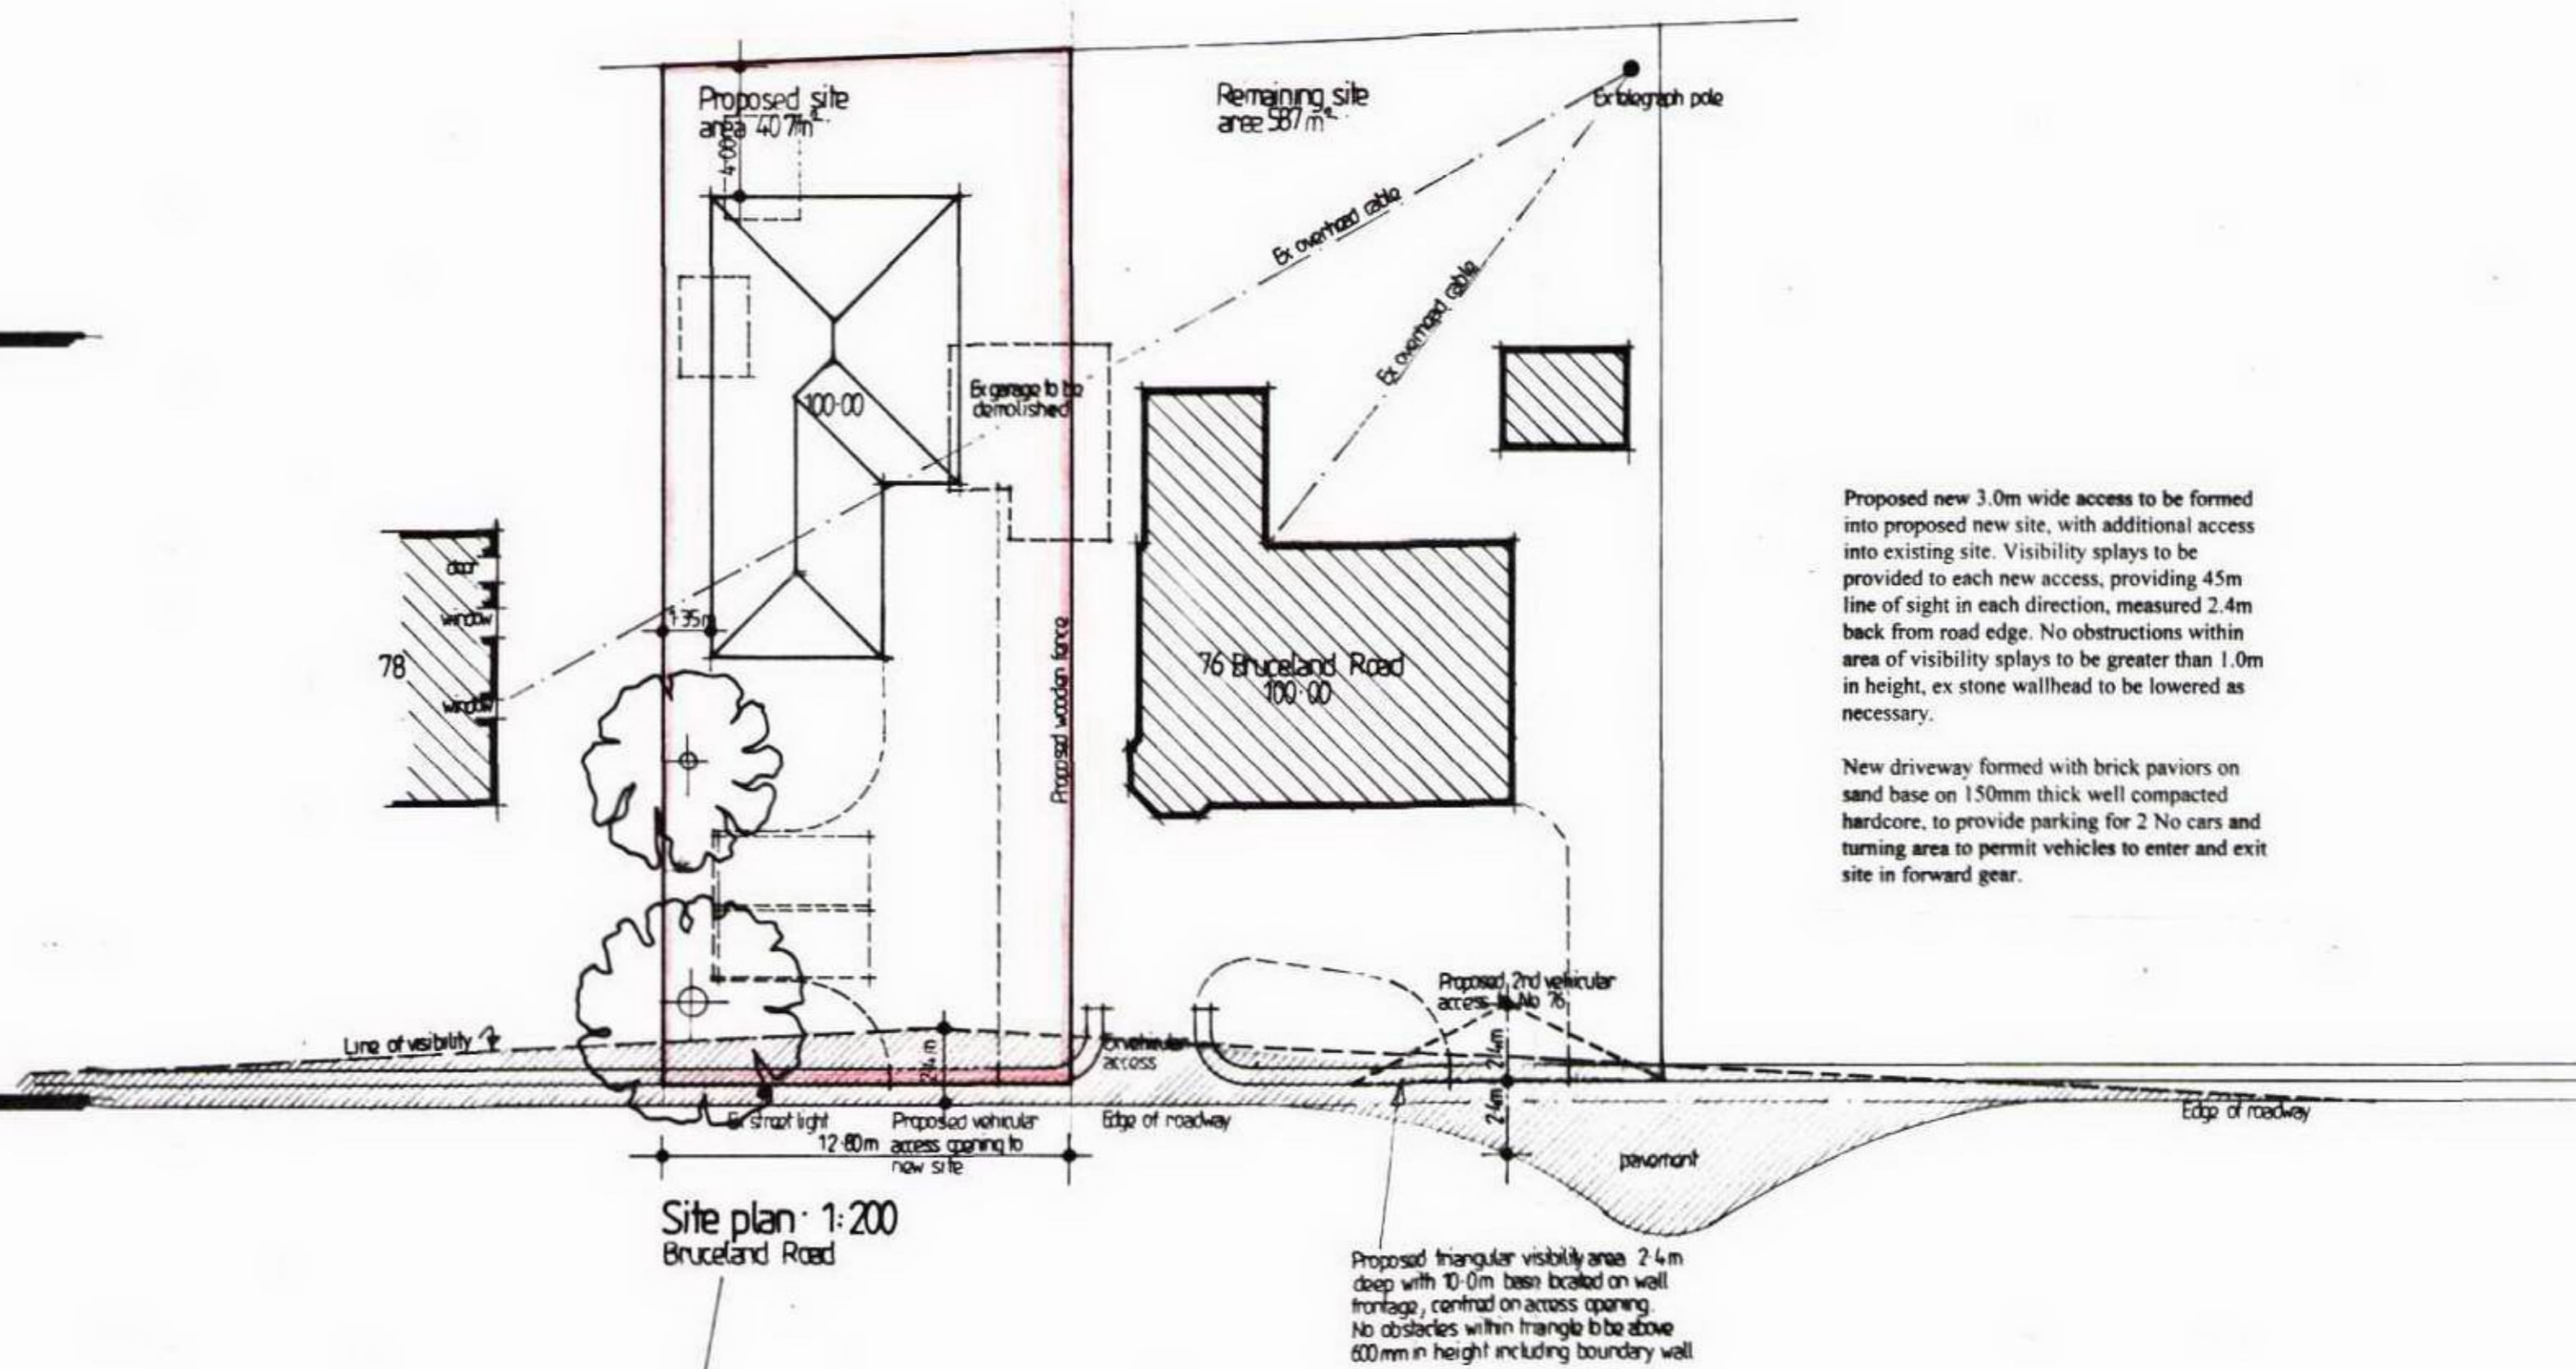 Proposed site
area 407m².
4·00
Remaining site
aree 587 m².
Ex telegraph pole
Ex overhead cable
Ex overhead cable
100·00
Ex garage to be
demolished
door
window
window
78
1·35m
Proposed wooden fence
76 Bruceland Road
100·00
Proposed new 3.0m wide access to be formed
into proposed new site, with additional access
into existing site. Visibility splays to be
provided to each new access, providing 45m
line of sight in each direction, measured 2.4m
back from road edge. No obstructions within
area of visibility splays to be greater than 1.0m
in height, ex stone wallhead to be lowered as
necessary.
New driveway formed with brick paviors on
sand base on 150mm thick well compacted
hardcore, to provide parking for 2 No cars and
turning area to permit vehicles to enter and exit
site in forward gear.
Proposed 2nd vehicular
access to No 76
Line of visibility
2·4m
Ex vehicular
access
2·4m
2·4m
Ex street light
Proposed vehicular
access opening to
new site
Edge of roadway
Edge of roadway
12·80m
pavement
Site plan · 1:200
Bruceland Road
Proposed triangular visibility area 2·4m
deep with 10·0m base located on wall
frontage, centred on access opening.
No obstacles within triangle to be above
600mm in height including boundary wall